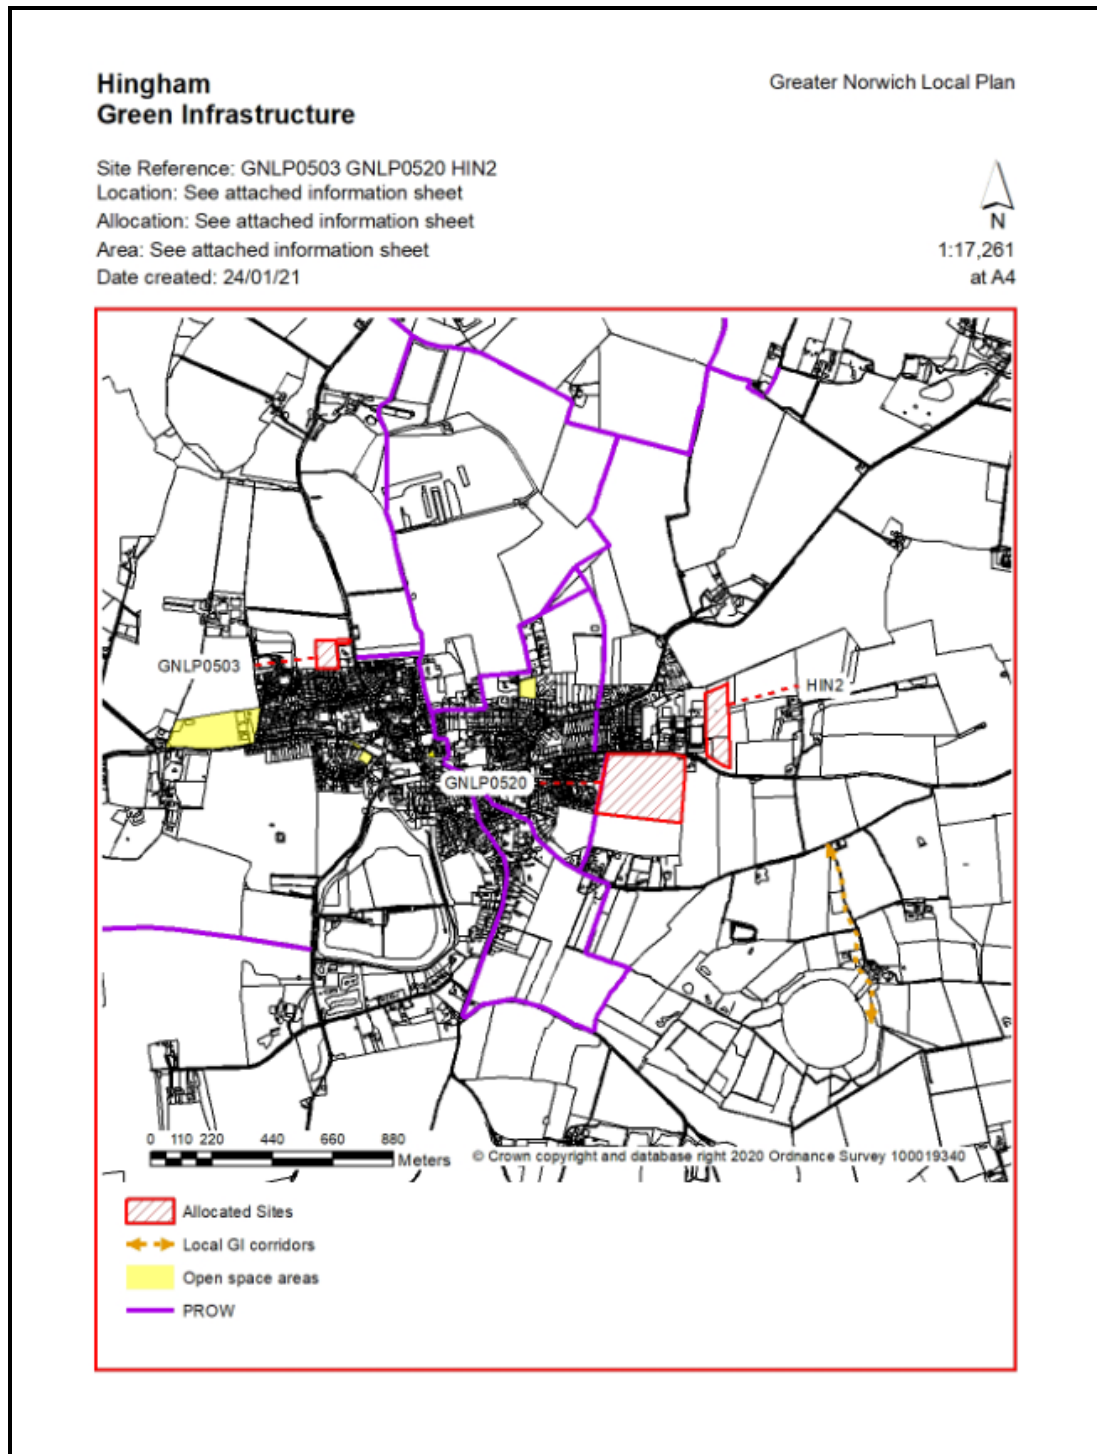 Hingham
Green Infrastructure
Greater Norwich Local Plan
Site Reference: GNLP0503 GNLP0520 HIN2
Location: See attached information sheet
Allocation: See attached information sheet
Area: See attached information sheet
Date created: 24/01/21
N
1:17,261
at A4
GNLP0503
HIN2
GNLP0520
0 110 220 440 660 880
Meters
© Crown copyright and database right 2020 Ordnance Survey 100019340
Allocated Sites
Local GI corridors
Open space areas
PROW